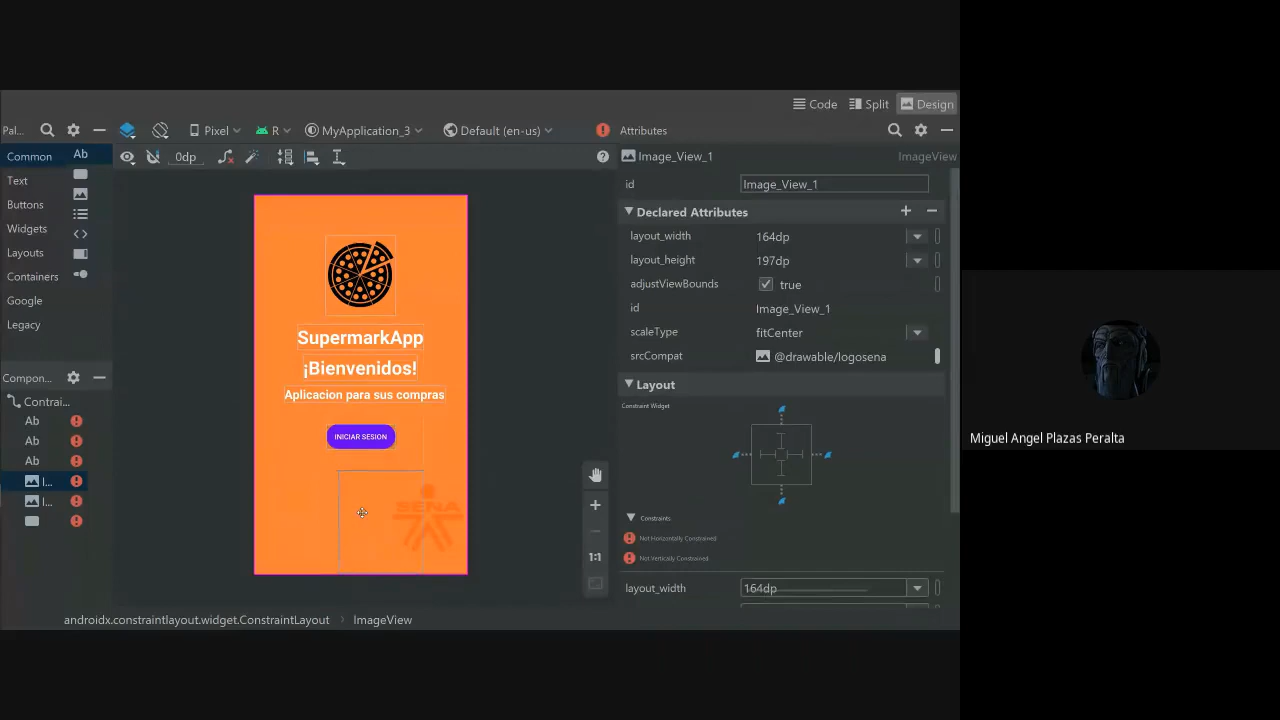 Code
Split
Design
Pal...
Pixel
R
MyApplication_3
Default (en-us)
Attributes
Common
Ab
0dp
Image_View_1
ImageView
Text
id
Image_View_1
Buttons
Declared Attributes
Widgets
layout_width
164dp
Layouts
layout_height
197dp
Containers
adjustViewBounds
true
Google
id
Image_View_1
Legacy
scaleType
fitCenter
srcCompat
@drawable/logosena
SupermarkApp
¡Bienvenidos!
Aplicacion para sus compras
INICIAR SESION
SENA
Compon...
Constrai...
Ab
Ab
Ab
I...
I...
Layout
Constraint Widget
1:1
Constraints
Not Horizontally Constrained
Not Vertically Constrained
layout_width
164dp
androidx.constraintlayout.widget.ConstraintLayout
ImageView
Miguel Angel Plazas Peralta